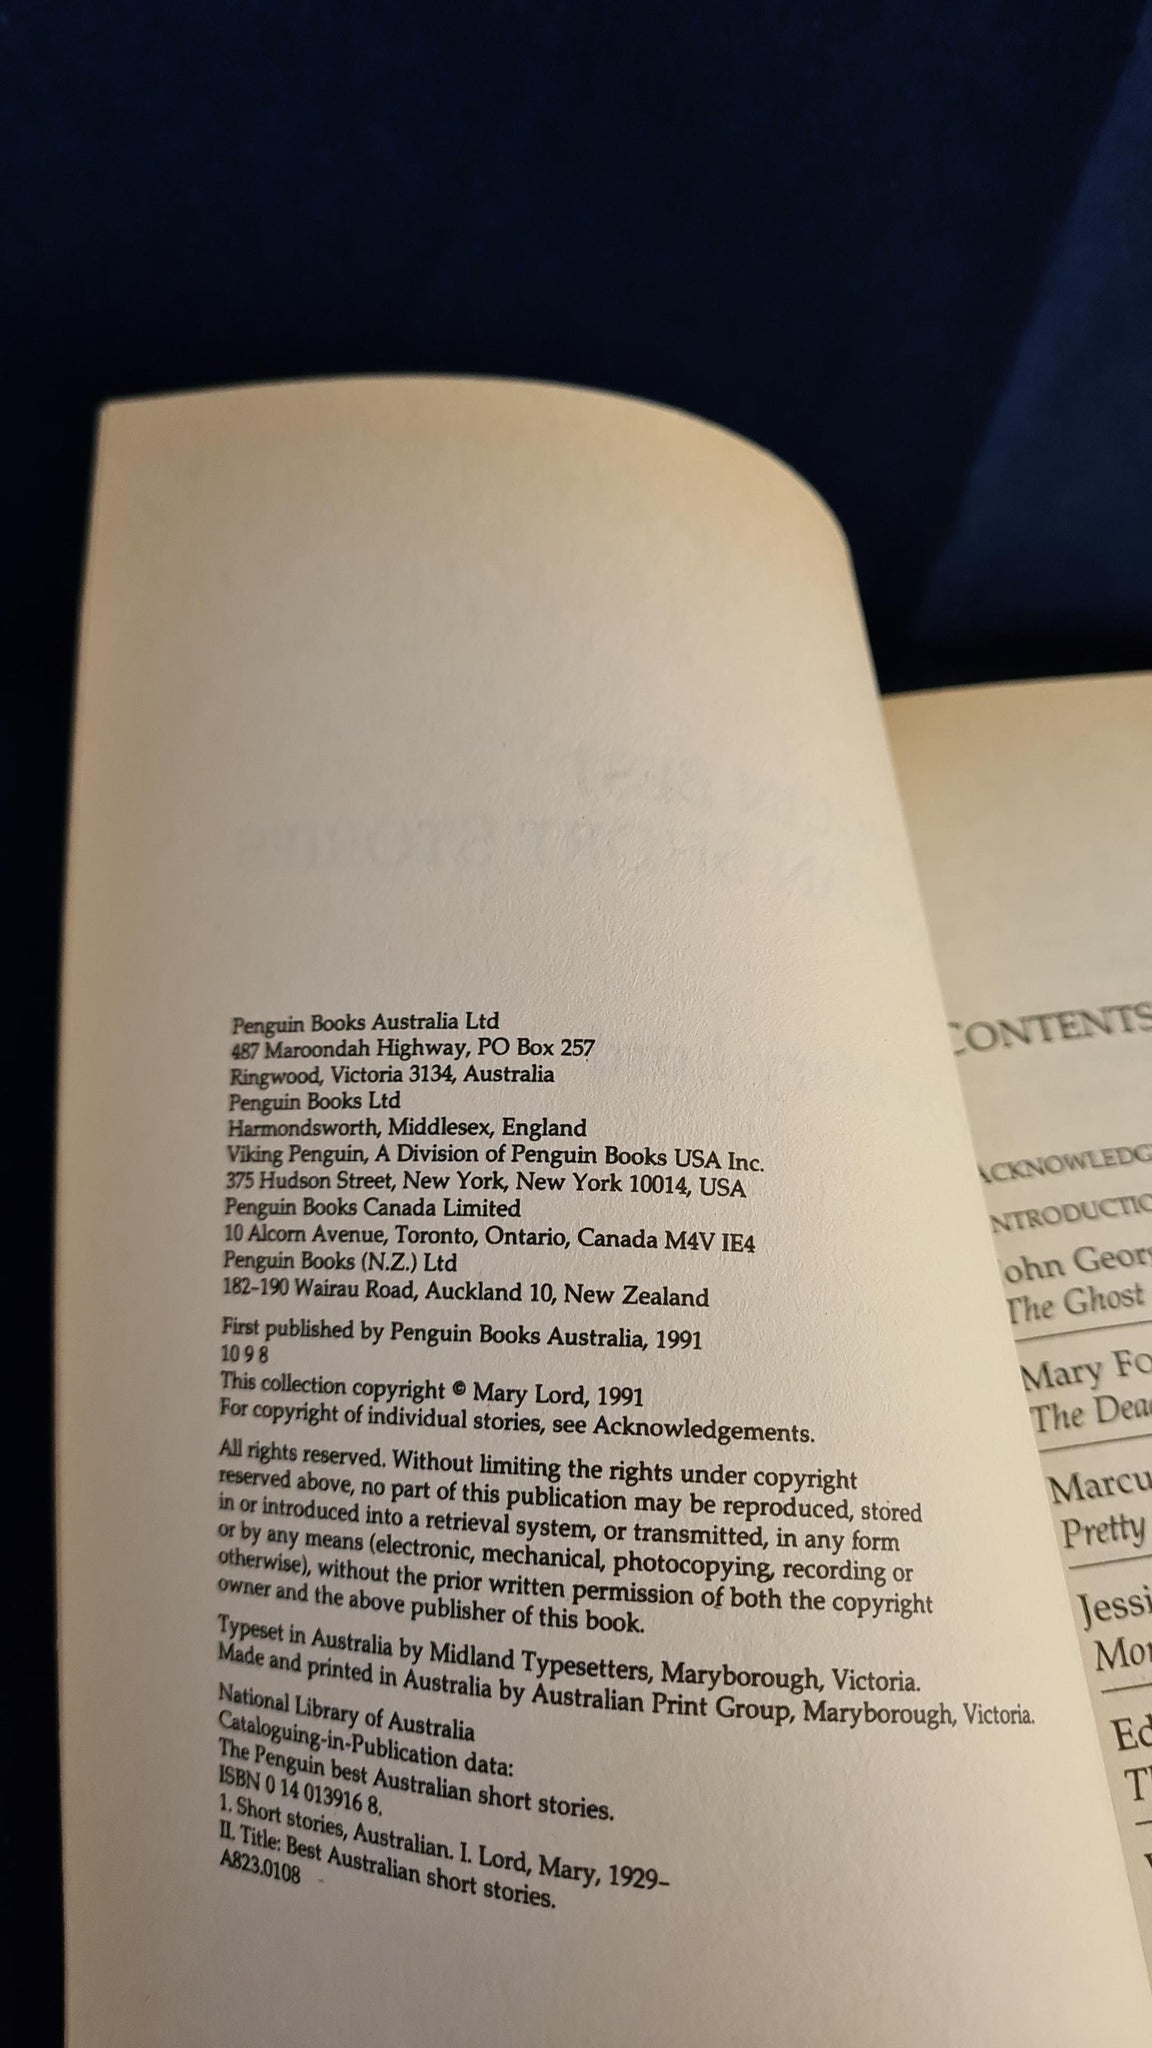 Penguin Books Australia Ltd
487 Maroondah Highway, PO Box 257
Ringwood, Victoria 3134, Australia
Penguin Books Ltd
Harmondsworth, Middlesex, England
Viking Penguin, A Division of Penguin Books USA Inc.
375 Hudson Street, New York, New York 10014, USA
Penguin Books Canada Limited
10 Alcorn Avenue, Toronto, Ontario, Canada M4V IE4
Penguin Books (N.Z.) Ltd
182-190 Wairau Road, Auckland 10, New Zealand
First published by Penguin Books Australia, 1991
10 9 8
This collection copyright © Mary Lord, 1991
For copyright of individual stories, see Acknowledgements.
All rights reserved. Without limiting the rights under copyright
reserved above, no part of this publication may be reproduced, stored
in or introduced into a retrieval system, or transmitted, in any form
or by any means (electronic, mechanical, photocopying, recording or
otherwise), without the prior written permission of both the copyright
owner and the above publisher of this book.
Typeset in Australia by Midland Typesetters, Maryborough, Victoria.
Made and printed in Australia by Australian Print Group, Maryborough, Victoria.
National Library of Australia
Cataloguing-in-Publication data:
The Penguin best Australian short stories.
ISBN 0 14 013916 8.
1. Short stories, Australian. I. Lord, Mary, 1929–
II. Title: Best Australian short stories.
A823.0108
CONTENTS
ACKNOWLEDG
NTRODUCTIO
ohn Georg
The Ghost
Mary Fo
The Dea
Marcu
Pretty
Jessi
Mo
Ed
T